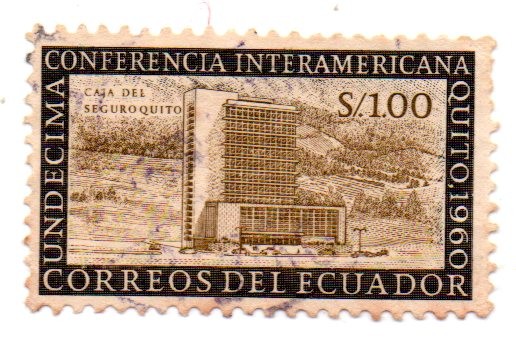 UNDECIMA
CONFERENCIA INTERAMERICANA
QUITO, 1960
CAJA DEL
SEGURO QUITO
S/.1.00
CORREOS DEL ECUADOR